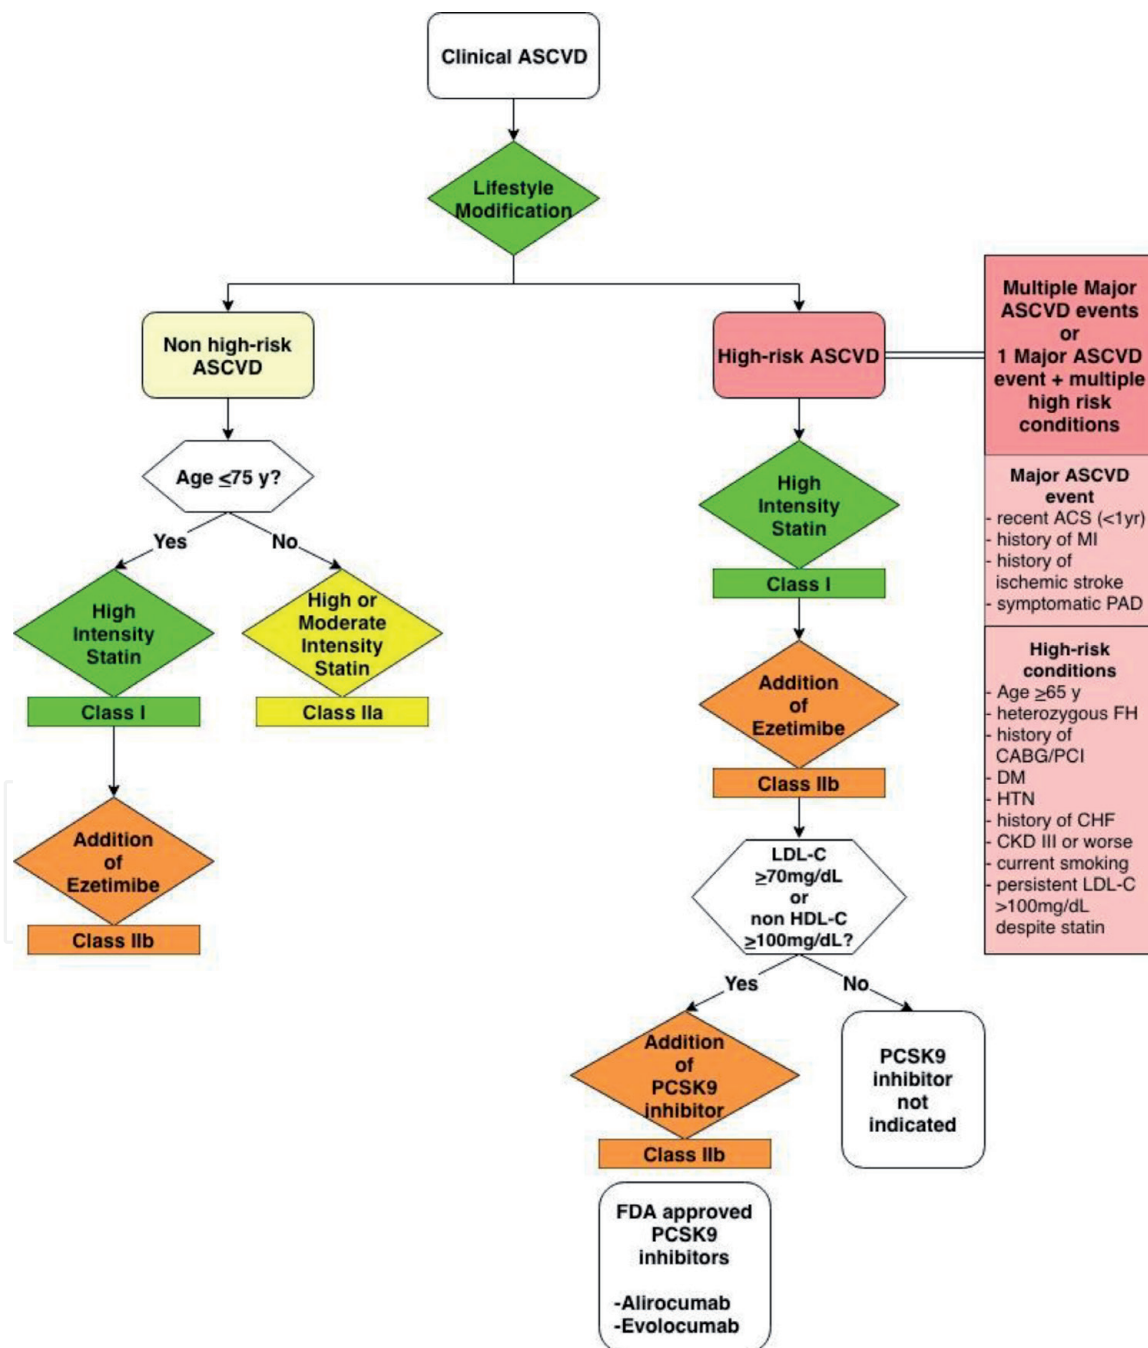 Clinical ASCVD
Lifestyle
Modification
Non high-risk
ASCVD
High-risk ASCVD
Multiple Major
ASCVD events
or
1 Major ASCVD
event + multiple
high risk
conditions
Age ≤75 y?
Yes
No
High
Intensity
Statin
Class I
High or
Moderate
Intensity
Statin
Class IIa
Addition
of
Ezetimibe
Class IIb
High
Intensity
Statin
Class I
Addition
of
Ezetimibe
Class IIb
LDL-C
≥70mg/dL
or
non HDL-C
≥100mg/dL?
Yes
No
Addition
of
PCSK9
inhibitor
Class IIb
PCSK9
inhibitor
not
indicated
FDA approved
PCSK9
inhibitors
-Alirocumab
-Evolocumab
Major ASCVD
event
- recent ACS (<1yr)
- history of MI
- history of
ischemic stroke
- symptomatic PAD
High-risk
conditions
- Age ≥65 y
- heterozygous FH
- history of
CABG/PCI
- DM
- HTN
- history of CHF
- CKD III or worse
- current smoking
- persistent LDL-C
>100mg/dL
despite statin